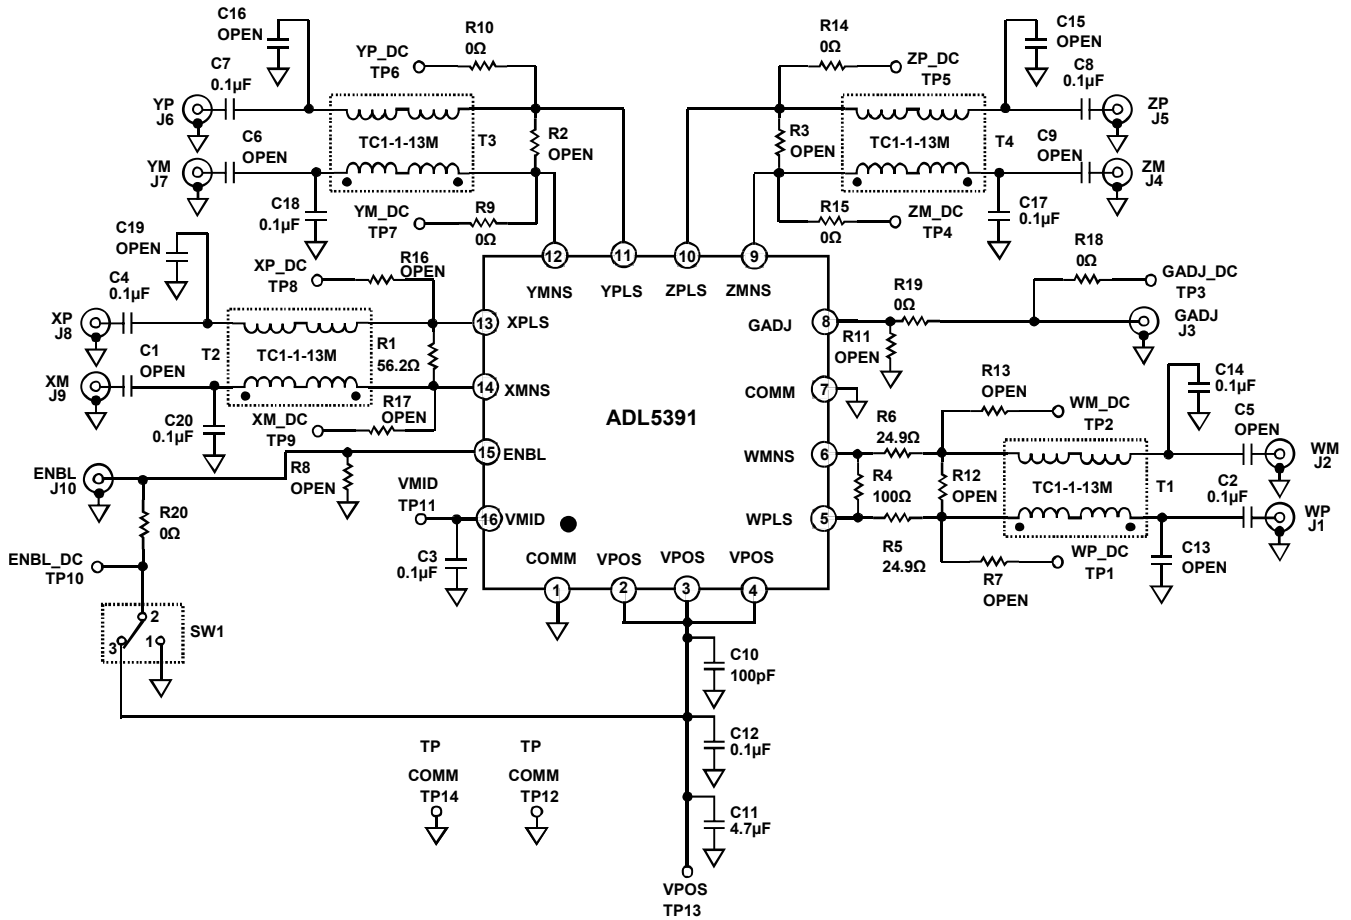 C16
OPEN
C7
0.1µF
YP
J6
C6
OPEN
YM
J7
C18
0.1µF
YP_DC
TP6
R10
0Ω
TC1-1-13M
T3
R2
OPEN
YM_DC
TP7
R9
0Ω
R14
0Ω
ZP_DC
TP5
R3
OPEN
TC1-1-13M
T4
R15
0Ω
ZM_DC
TP4
C15
OPEN
C8
0.1µF
ZP
J5
C9
OPEN
ZM
J4
C17
0.1µF
C19
OPEN
C4
0.1µF
XP
J8
C1
OPEN
XM
J9
C20
0.1µF
XP_DC
TP8
R16
OPEN
T2
TC1-1-13M
R1
56.2Ω
R17
OPEN
XM_DC
TP9
12
11
10
9
YMNS
YPLS
ZPLS
ZMNS
13
XPLS
14
XMNS
15
ENBL
16
VMID
ADL5391
GADJ
8
COMM
7
WMNS
6
WPLS
5
COMM
VPOS
VPOS
VPOS
1
2
3
4
R19
0Ω
R11
OPEN
R18
0Ω
GADJ_DC
TP3
GADJ
J3
R6
24.9Ω
R4
100Ω
R5
24.9Ω
R13
OPEN
WM_DC
TP2
R12
OPEN
TC1-1-13M
T1
R7
OPEN
WP_DC
TP1
C14
0.1µF
C5
OPEN
WM
J2
C2
0.1µF
WP
J1
C13
OPEN
ENBL
J10
R8
OPEN
VMID
TP11
C3
0.1µF
R20
0Ω
ENBL_DC
TP10
2
3
1
SW1
C10
100pF
C12
0.1µF
C11
4.7µF
TP
COMM
TP14
TP
COMM
TP12
VPOS
TP13